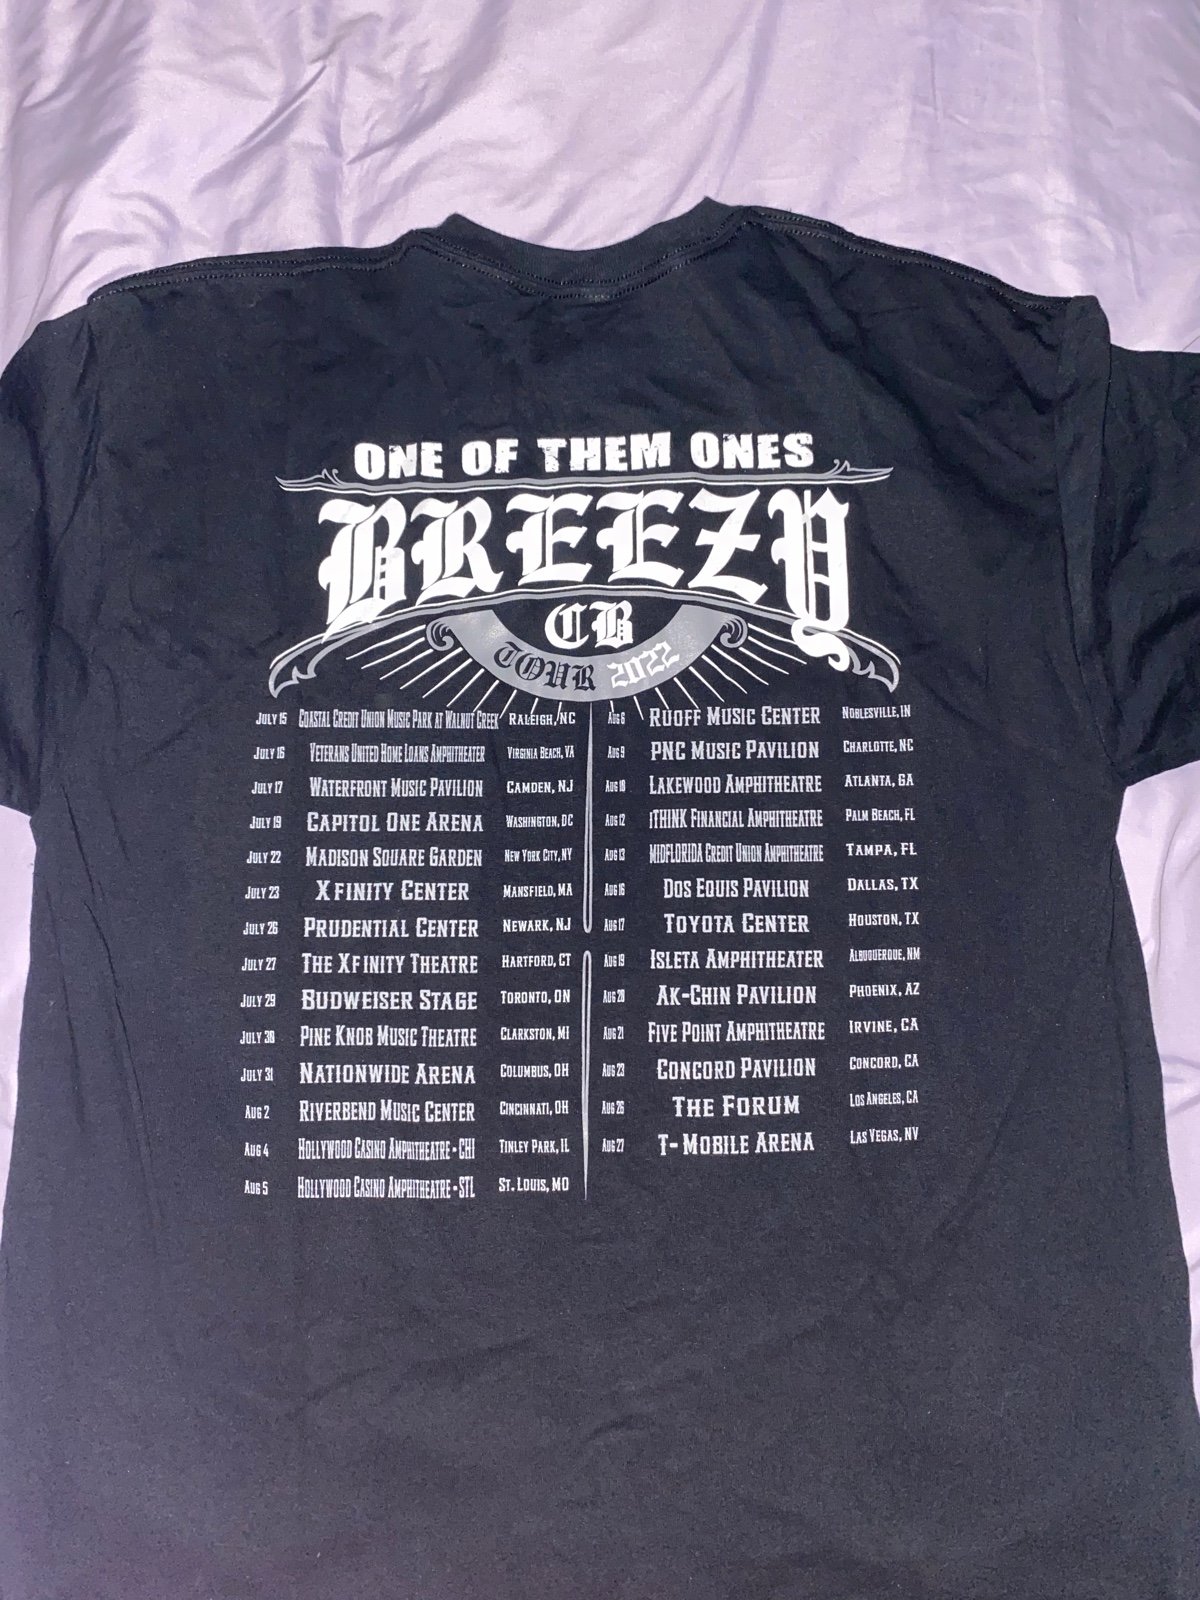 ONE OF THEM ONES
BREEZY
CB
TOUR 2022
JULY 15 COASTAL CREDIT UNION MUSIC PARK AT WALNUT CREEK RALEIGH, NC
JULY 16 VETERANS UNITED HOME LOANS AMPHITHEATER VIRGINIA BEACH, VA
JULY 17 WATERFRONT MUSIC PAVILION CAMDEN, NJ
JULY 19 CAPITOL ONE ARENA WASHINGTON, DC
JULY 22 MADISON SQUARE GARDEN NEW YORK CITY, NY
JULY 23 XFINITY CENTER MANSFIELD, MA
JULY 26 PRUDENTIAL CENTER NEWARK, NJ
JULY 27 THE XFINITY THEATRE HARTFORD, CT
JULY 29 BUDWEISER STAGE TORONTO, ON
JULY 30 PINE KNOB MUSIC THEATRE CLARKSTON, MI
JULY 31 NATIONWIDE ARENA COLUMBUS, OH
AUG 2 RIVERBEND MUSIC CENTER CINCINNATI, OH
AUG 4 HOLLYWOOD CASINO AMPHITHEATRE - CHI TINLEY PARK, IL
AUG 5 HOLLYWOOD CASINO AMPHITHEATRE - STL ST. LOUIS, MO
AUG 6 RUOFF MUSIC CENTER NOBLESVILLE, IN
AUG 9 PNC MUSIC PAVILION CHARLOTTE, NC
AUG 10 LAKEWOOD AMPHITHEATRE ATLANTA, GA
AUG 12 iTHINK FINANCIAL AMPHITHEATRE PALM BEACH, FL
AUG 13 MIDFLORIDA CREDIT UNION AMPHITHEATRE TAMPA, FL
AUG 16 DOS EQUIS PAVILION DALLAS, TX
AUG 17 TOYOTA CENTER HOUSTON, TX
AUG 19 ISLETA AMPHITHEATER ALBUQUERQUE, NM
AUG 20 AK-CHIN PAVILION PHOENIX, AZ
AUG 21 FIVE POINT AMPHITHEATRE IRVINE, CA
AUG 23 CONCORD PAVILION CONCORD, CA
AUG 26 THE FORUM LOS ANGELES, CA
AUG 27 T-MOBILE ARENA LAS VEGAS, NV